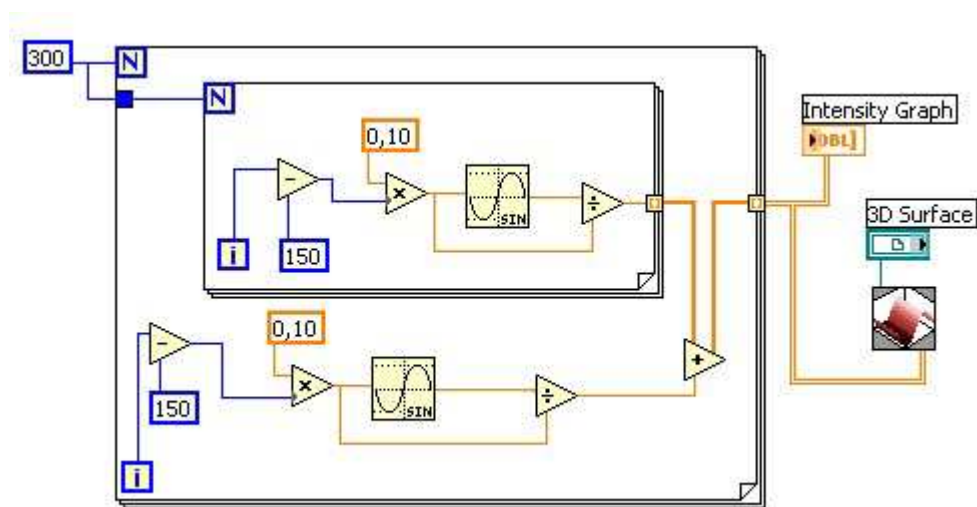 300
N
N
0,10
Intensity Graph
[DBL]
SIN
÷
-
×
i
150
3D Surface
0,10
-
×
SIN
÷
+
150
i